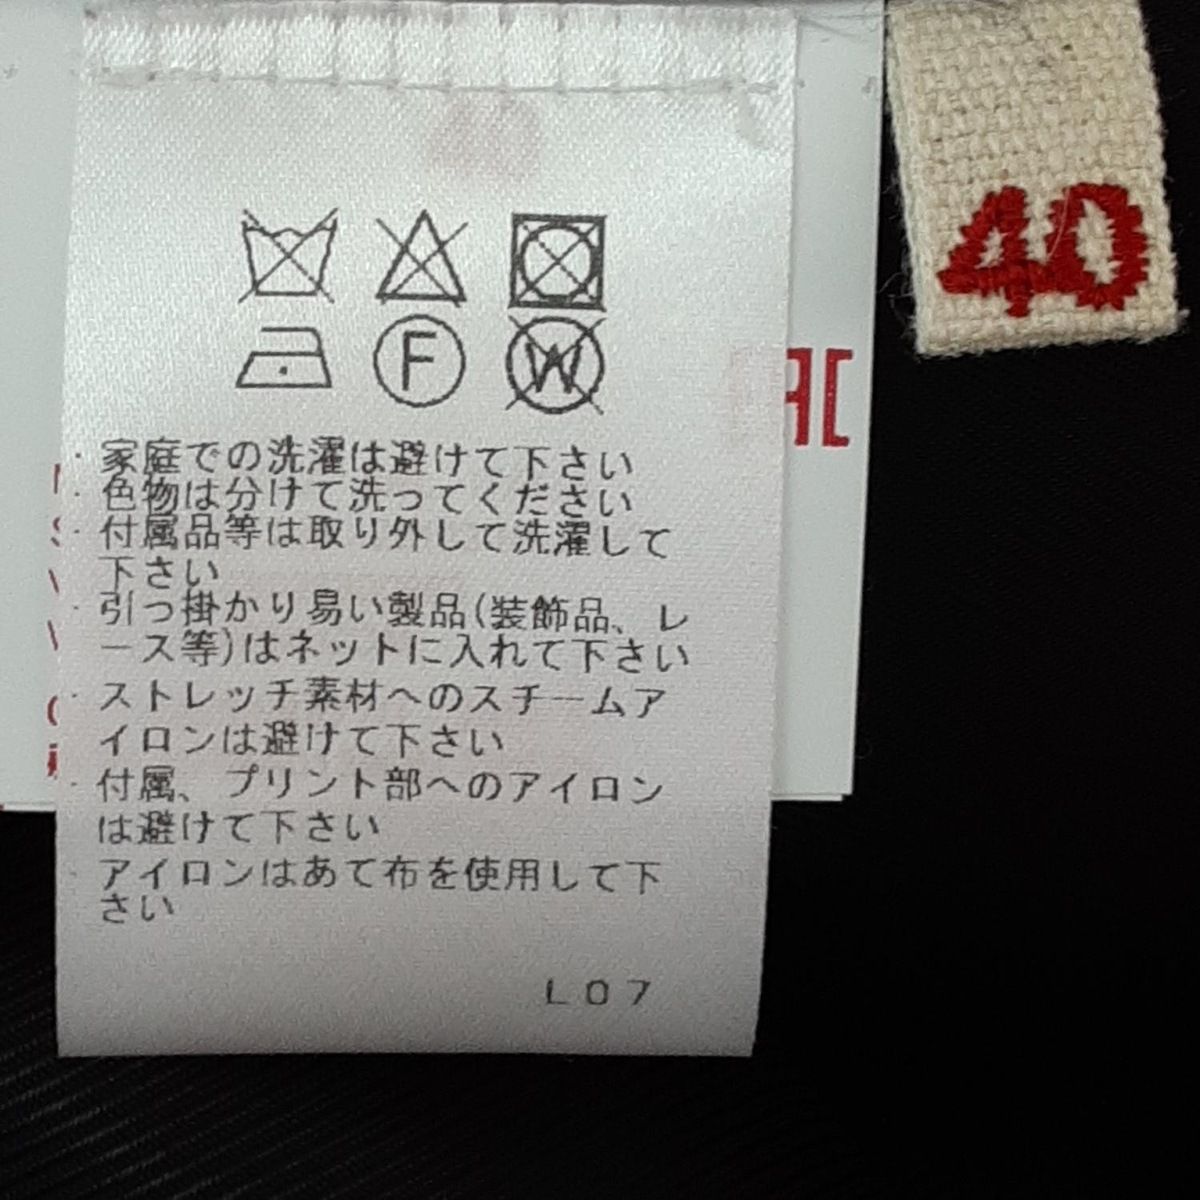 40
F W
・家庭での洗濯は避けて下さい
・色物は分けて洗ってください
・付属品等は取り外して洗濯して
下さい
・引っ掛かり易い製品(装飾品、レ
ース等)はネットに入れて下さい
・ストレッチ素材へのスチームア
イロンは避けて下さい
・付属、プリント部へのアイロン
は避けて下さい
・アイロンはあて布を使用して下
さい
L07